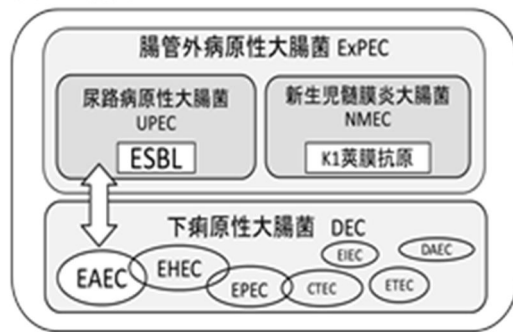 腸管外病原性大腸菌 ExPEC
尿路病原性大腸菌
UPEC
ESBL
新生児髄膜炎大腸菌
NMEC
K1莢膜抗原
下痢原性大腸菌 DEC
EAEC
EHEC
EPEC
CTEC
EIEC
ETEC
DAEC